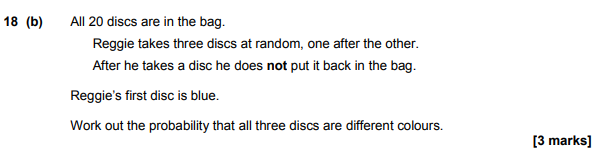 18 (b) All 20 discs are in the bag.
Reggie takes three discs at random, one after the other.
After he takes a disc he does not put it back in the bag.
Reggie's first disc is blue.
Work out the probability that all three discs are different colours.
[3 marks]